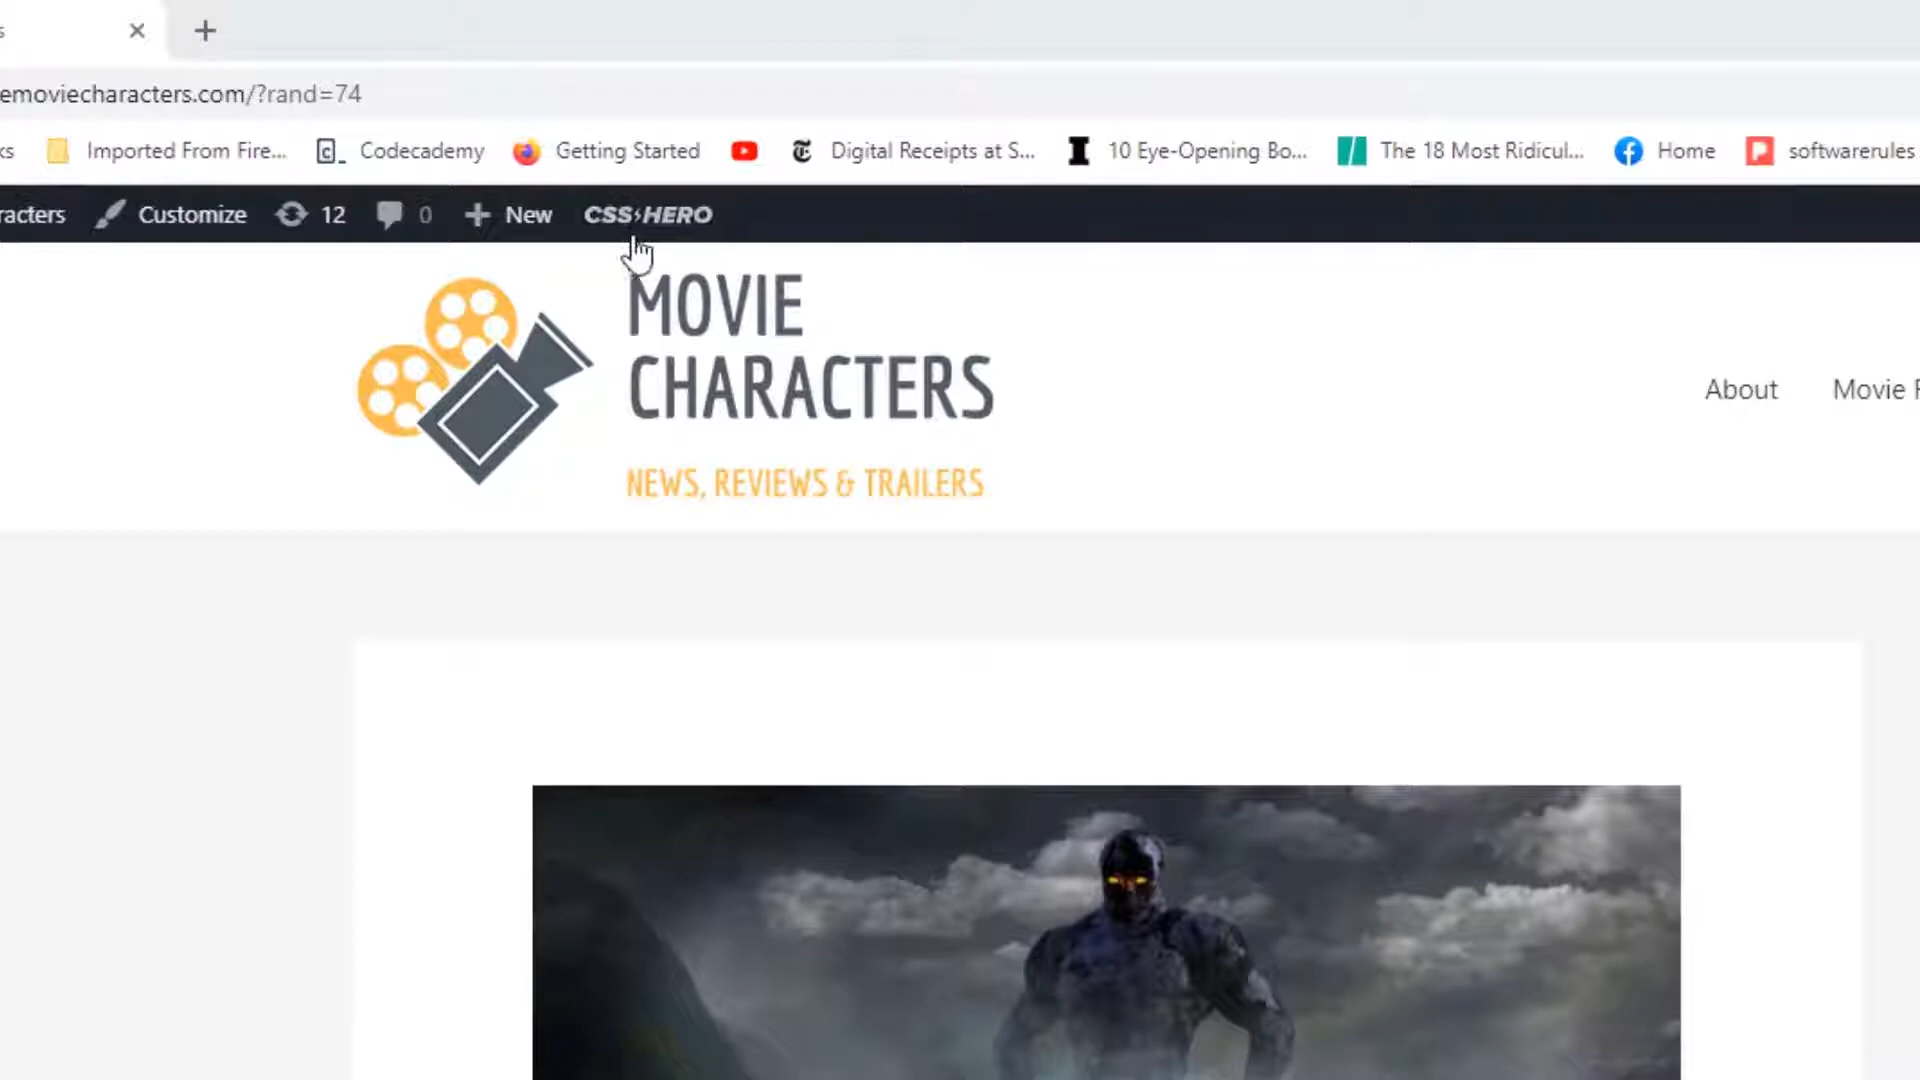 s
emoviecharacters.com/?rand=74
ks Imported From Fire... Codecademy Getting Started Digital Receipts at S... 10 Eye-Opening Bo... The 18 Most Ridicul... Home softwarerules
racters Customize 12 0 New CSS HERO
MOVIE
CHARACTERS
NEWS, REVIEWS & TRAILERS
About Movie